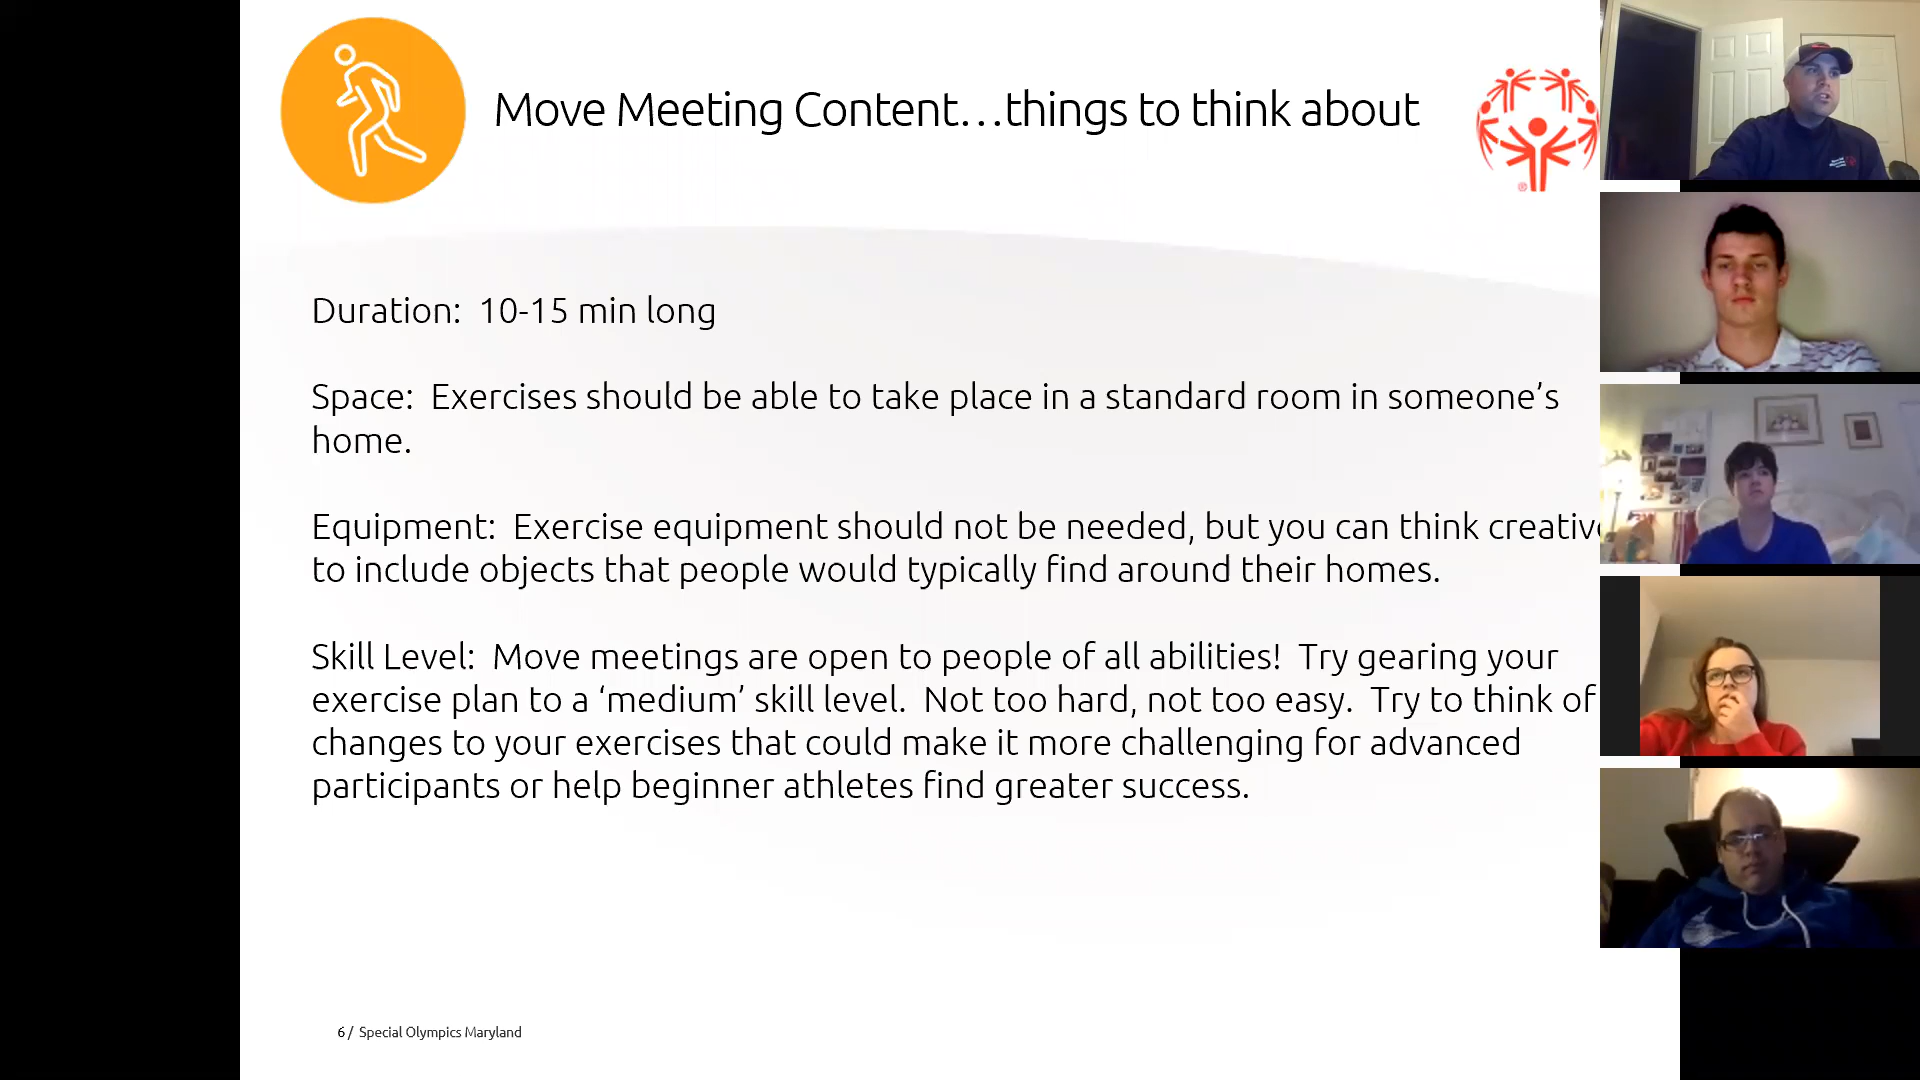 Move Meeting Content…things to think about
Duration:  10-15 min long
Space:  Exercises should be able to take place in a standard room in someone’s
home.
Equipment:  Exercise equipment should not be needed, but you can think creativ
to include objects that people would typically find around their homes.
Skill Level:  Move meetings are open to people of all abilities!  Try gearing your
exercise plan to a ‘medium’ skill level.  Not too hard, not too easy.  Try to think of
changes to your exercises that could make it more challenging for advanced
participants or help beginner athletes find greater success.
6 /  Special Olympics Maryland